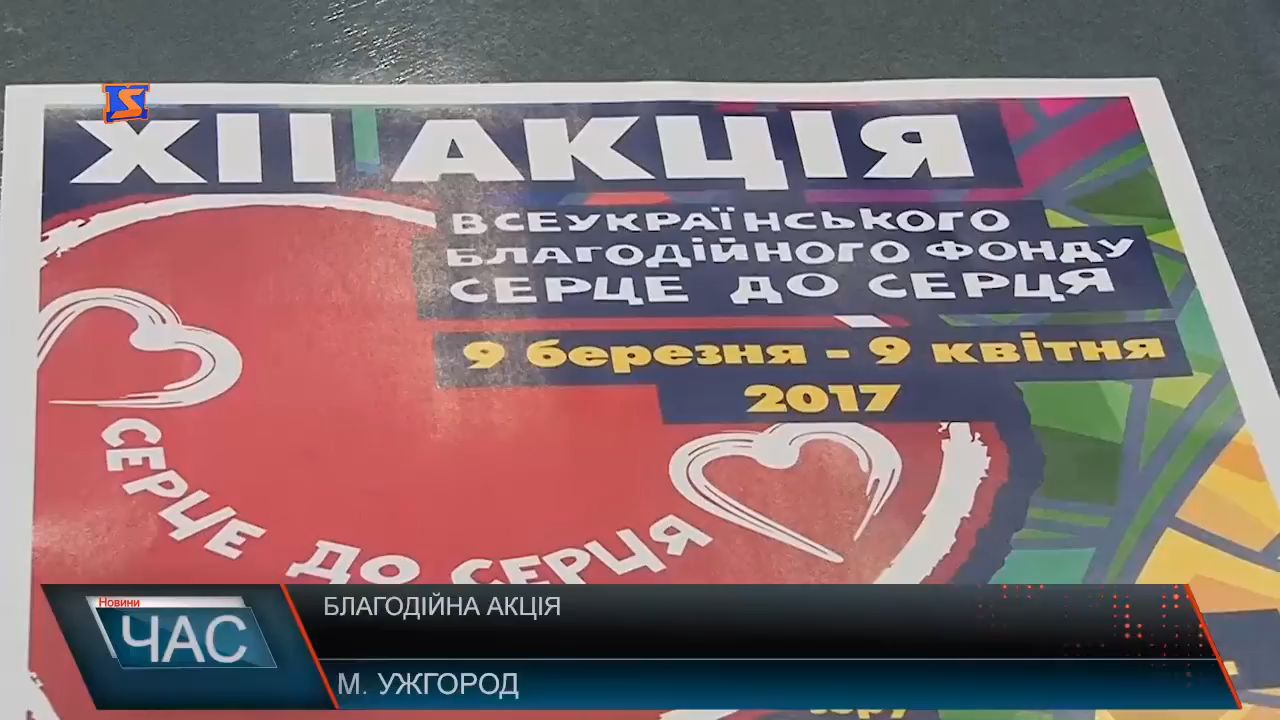 XII АКЦІЯ
ВСЕУКРАЇНСЬКОГО
БЛАГОДІЙНОГО ФОНДУ
СЕРЦЕ ДО СЕРЦЯ
9 березня - 9 квітня
2017
СЕРЦЕ ДО СЕРЦЯ
Новини
ЧАС
БЛАГОДІЙНА АКЦІЯ
М. УЖГОРОД